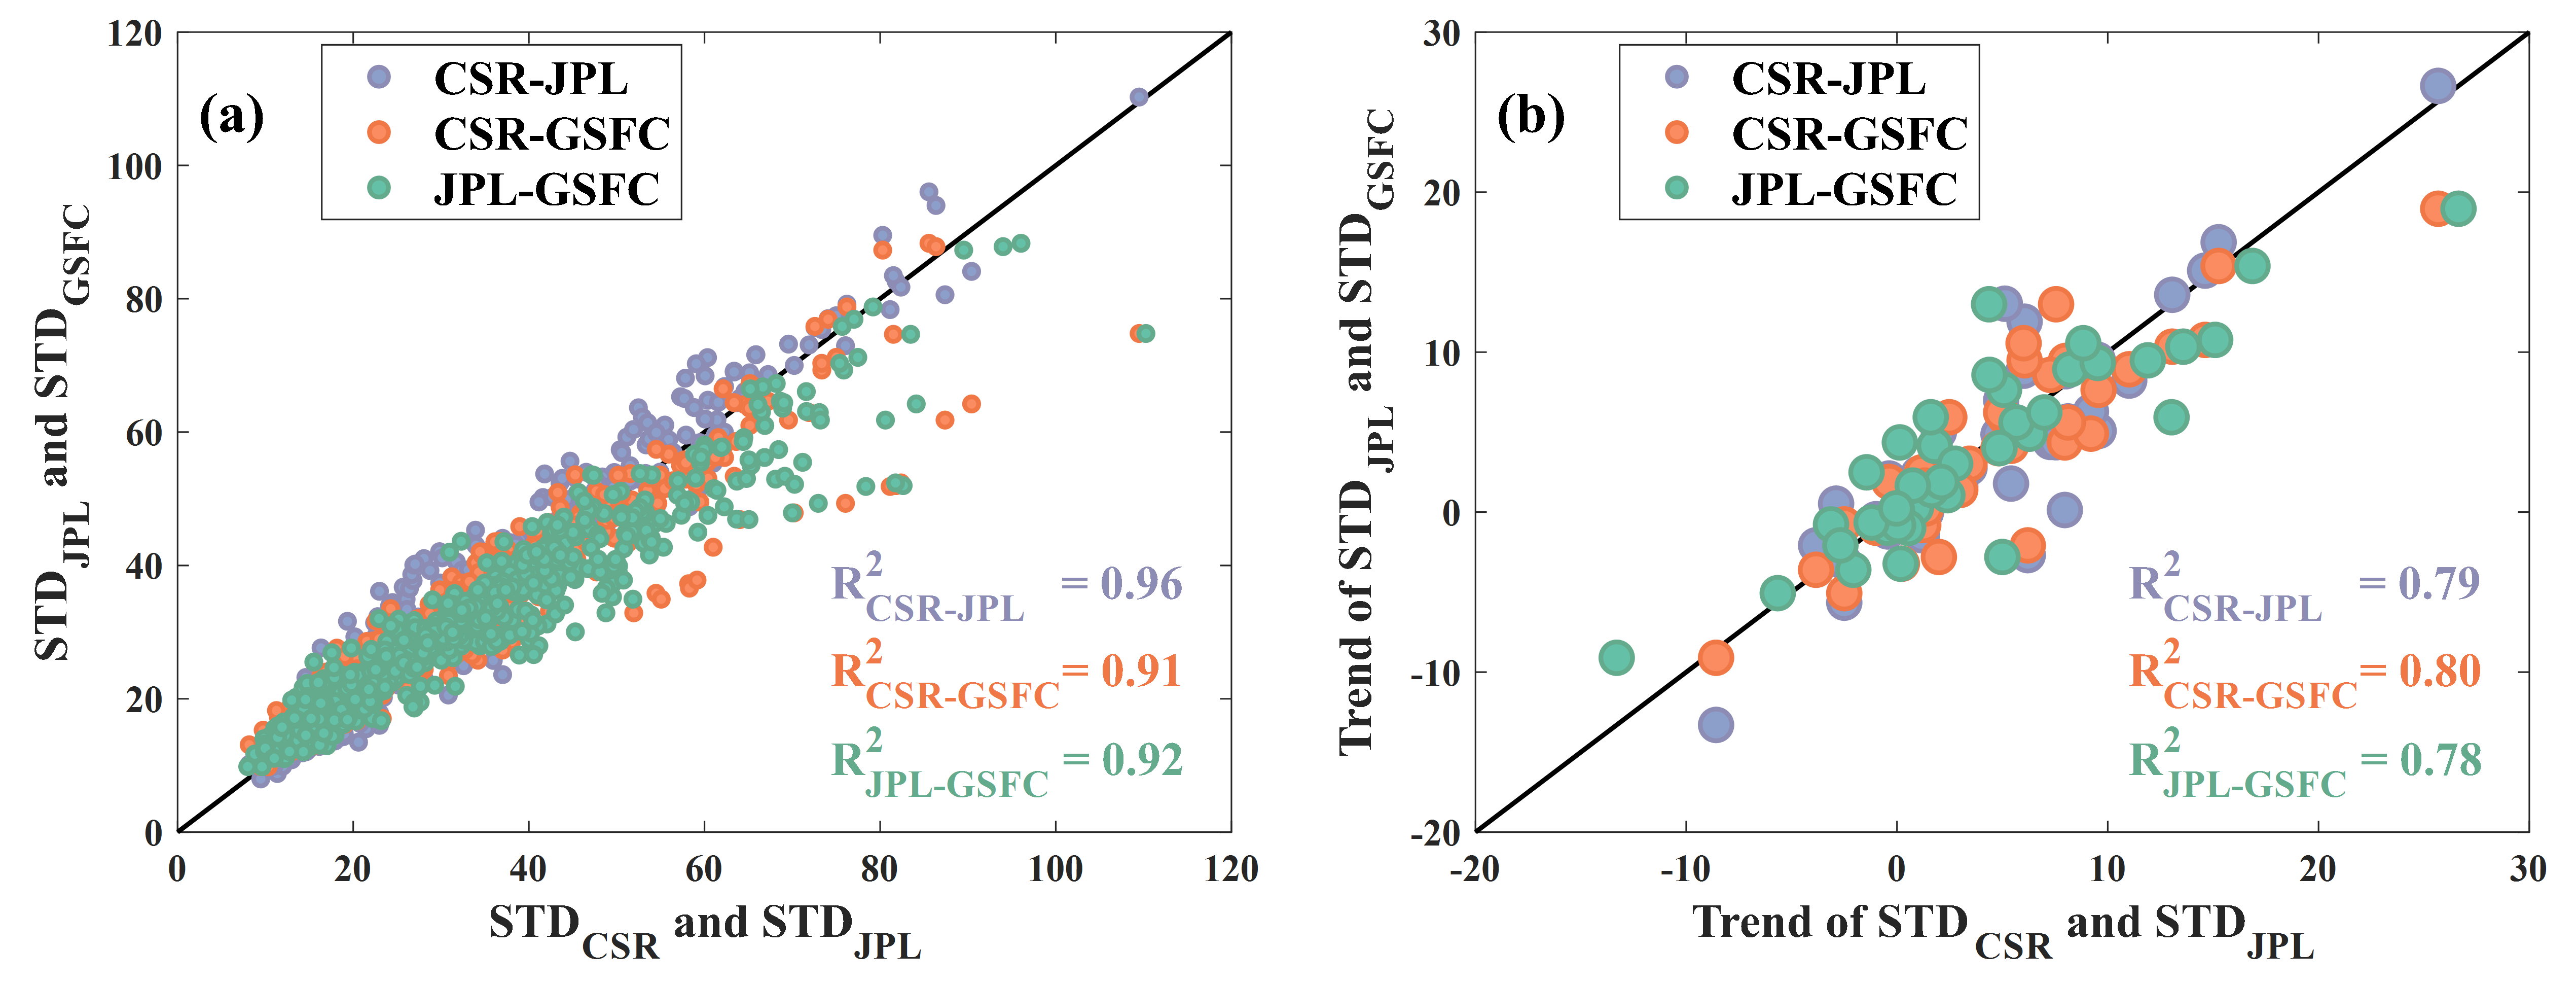 120
100
80
60
40
20
0
0 20 40 60 80 100 120
STD_JPL and STD_GSFC
STD_CSR and STD_JPL
(a)
CSR-JPL
CSR-GSFC
JPL-GSFC
R²_CSR-JPL = 0.96
R²_CSR-GSFC = 0.91
R²_JPL-GSFC = 0.92
30
20
10
0
-10
-20
-20 -10 0 10 20 30
Trend of STD_JPL and STD_GSFC
Trend of STD_CSR and STD_JPL
(b)
CSR-JPL
CSR-GSFC
JPL-GSFC
R²_CSR-JPL = 0.79
R²_CSR-GSFC = 0.80
R²_JPL-GSFC = 0.78